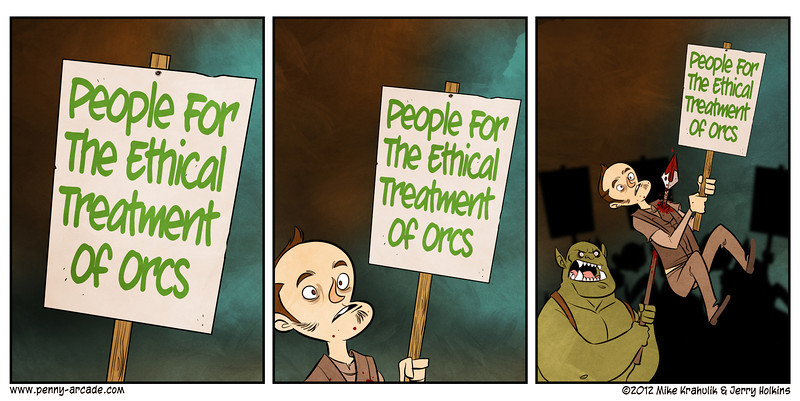 People For
The Ethical
Treatment
Of Orcs
People For
The Ethical
Treatment
Of Orcs
People For
The Ethical
Treatment
Of Orcs
www.penny-arcade.com
©2012 Mike Krahulik & Jerry Holkins